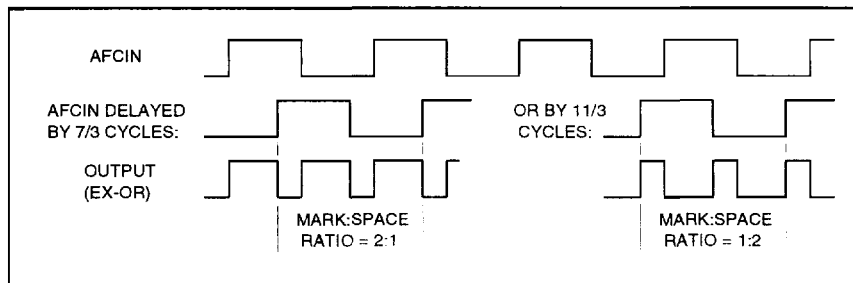 AFCIN
AFCIN DELAYED
BY 7/3 CYCLES:
OR BY 11/3
CYCLES:
OUTPUT
(EX-OR)
MARK:SPACE
RATIO = 2:1
MARK:SPACE
RATIO = 1:2